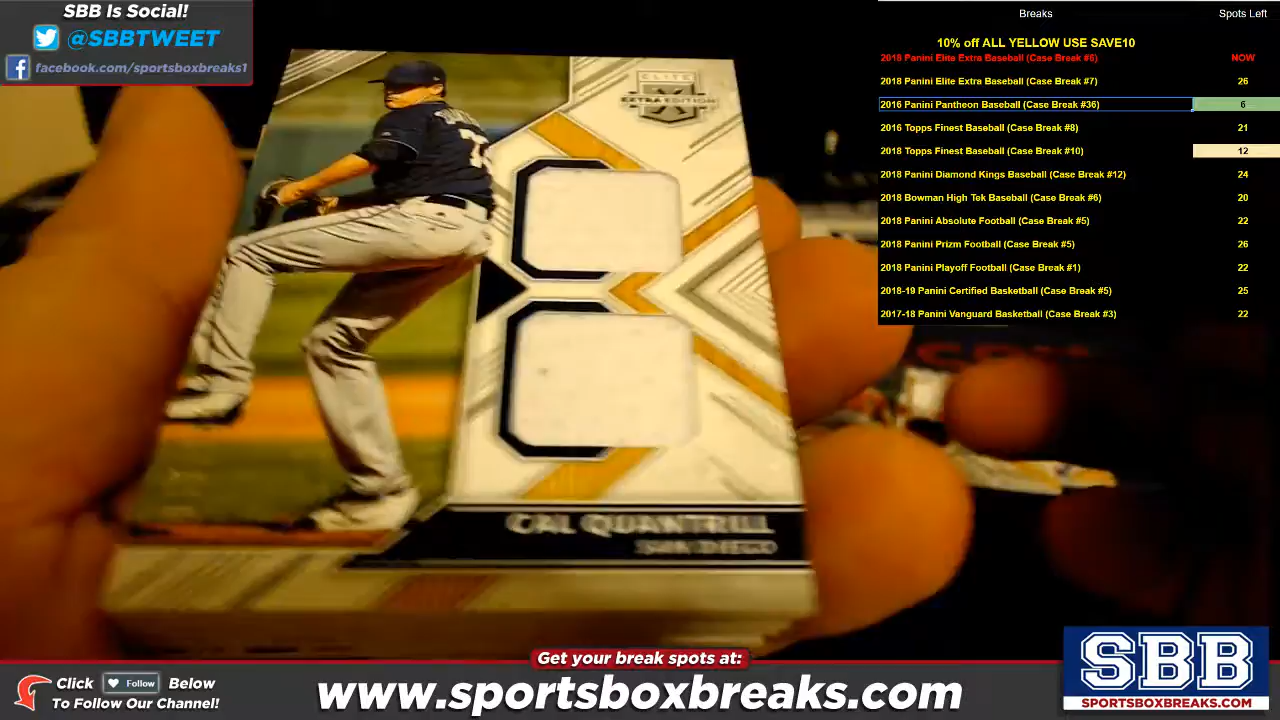 SBB Is Social!
@SBBTWEET
facebook.com/sportsboxbreaks1
Breaks Spots Left
10% off ALL YELLOW USE SAVE10
2018 Panini Elite Extra Baseball (Case Break #6) NOW
2018 Panini Elite Extra Baseball (Case Break #7) 26
2016 Panini Pantheon Baseball (Case Break #36) 6
2016 Topps Finest Baseball (Case Break #8) 21
2018 Topps Finest Baseball (Case Break #10) 12
2018 Panini Diamond Kings Baseball (Case Break #12) 24
2018 Bowman High Tek Baseball (Case Break #6) 20
2018 Panini Absolute Football (Case Break #5) 22
2018 Panini Prizm Football (Case Break #5) 26
2018 Panini Playoff Football (Case Break #1) 22
2018-19 Panini Certified Basketball (Case Break #5) 25
2017-18 Panini Vanguard Basketball (Case Break #3) 22
ELITE
EXTRA EDITION
CAL QUANTRILL
SAN DIEGO
Get your break spots at:
Click Follow Below
To Follow Our Channel!
www.sportsboxbreaks.com
SBB
SPORTSBOXBREAKS.COM